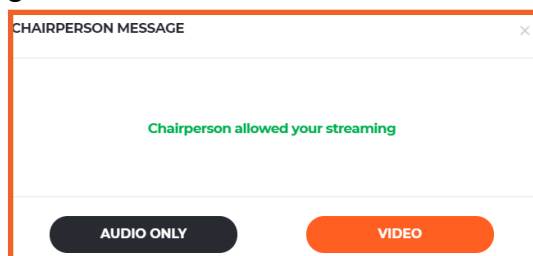 CHAIRPERSON MESSAGE
Chairperson allowed your streaming
AUDIO ONLY
VIDEO